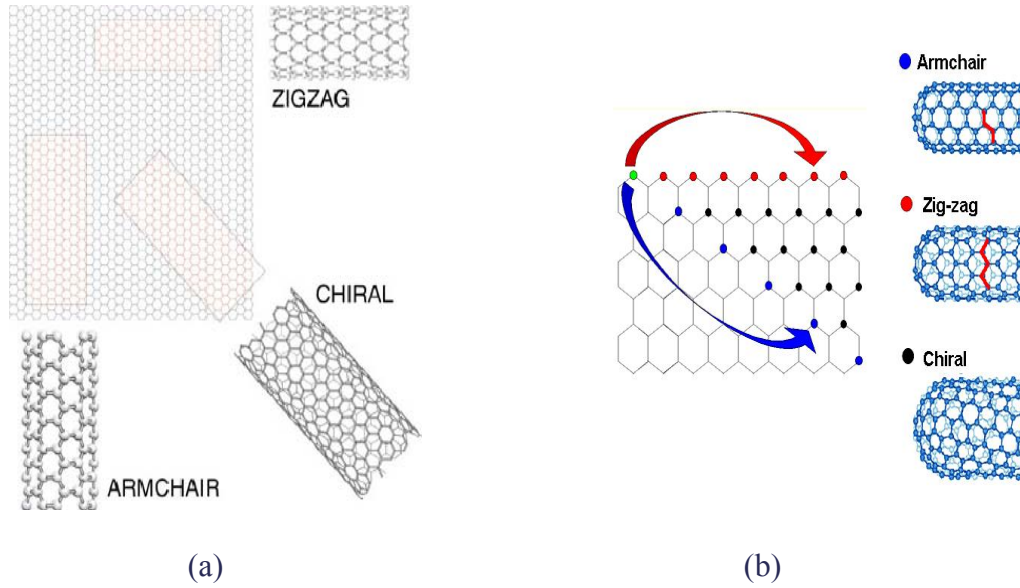 ZIGZAG
CHIRAL
ARMCHAIR
Armchair
Zig-zag
Chiral
(a)
(b)